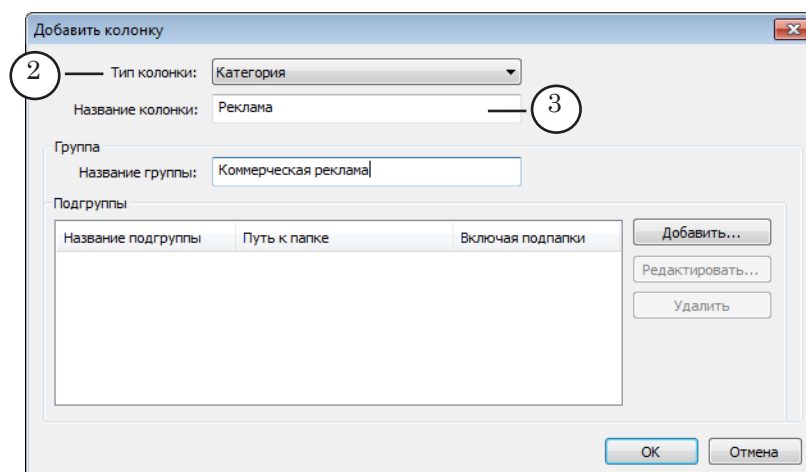 Добавить колонку
2 Тип колонки: Категория
Название колонки: Реклама 3
Группа
Название группы: Коммерческая реклама
Подгруппы
Название подгруппы Путь к папке Включая подпапки Добавить...
Редактировать...
Удалить
OK Отмена